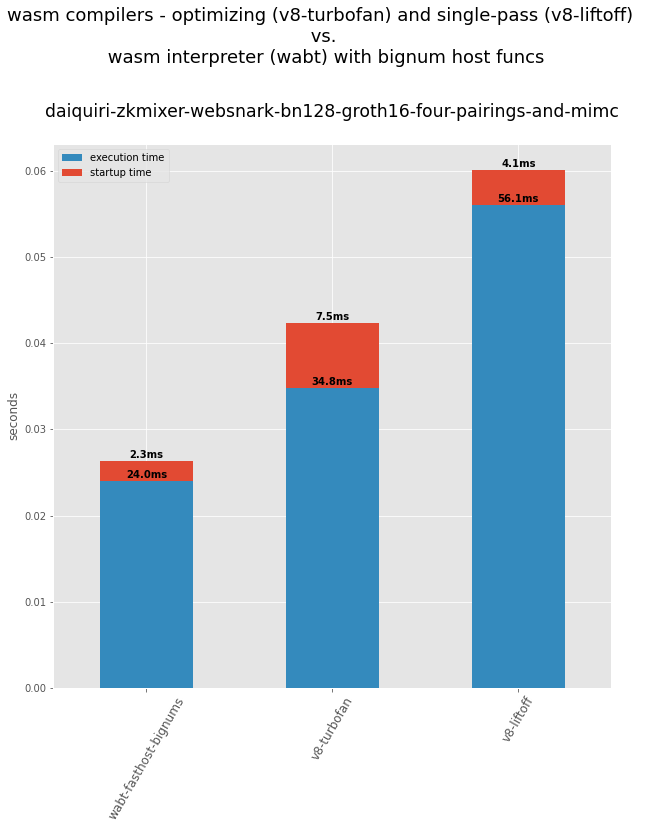 wasm compilers - optimizing (v8-turbofan) and single-pass (v8-liftoff)
vs.
wasm interpreter (wabt) with bignum host funcs
daiquiri-zkmixer-websnark-bn128-groth16-four-pairings-and-mimc
execution time
startup time
0.06
0.05
0.04
0.03
0.02
0.01
0.00
seconds
2.3ms
24.0ms
7.5ms
34.8ms
4.1ms
56.1ms
wabt-fasthost-bignums
v8-turbofan
v8-liftoff